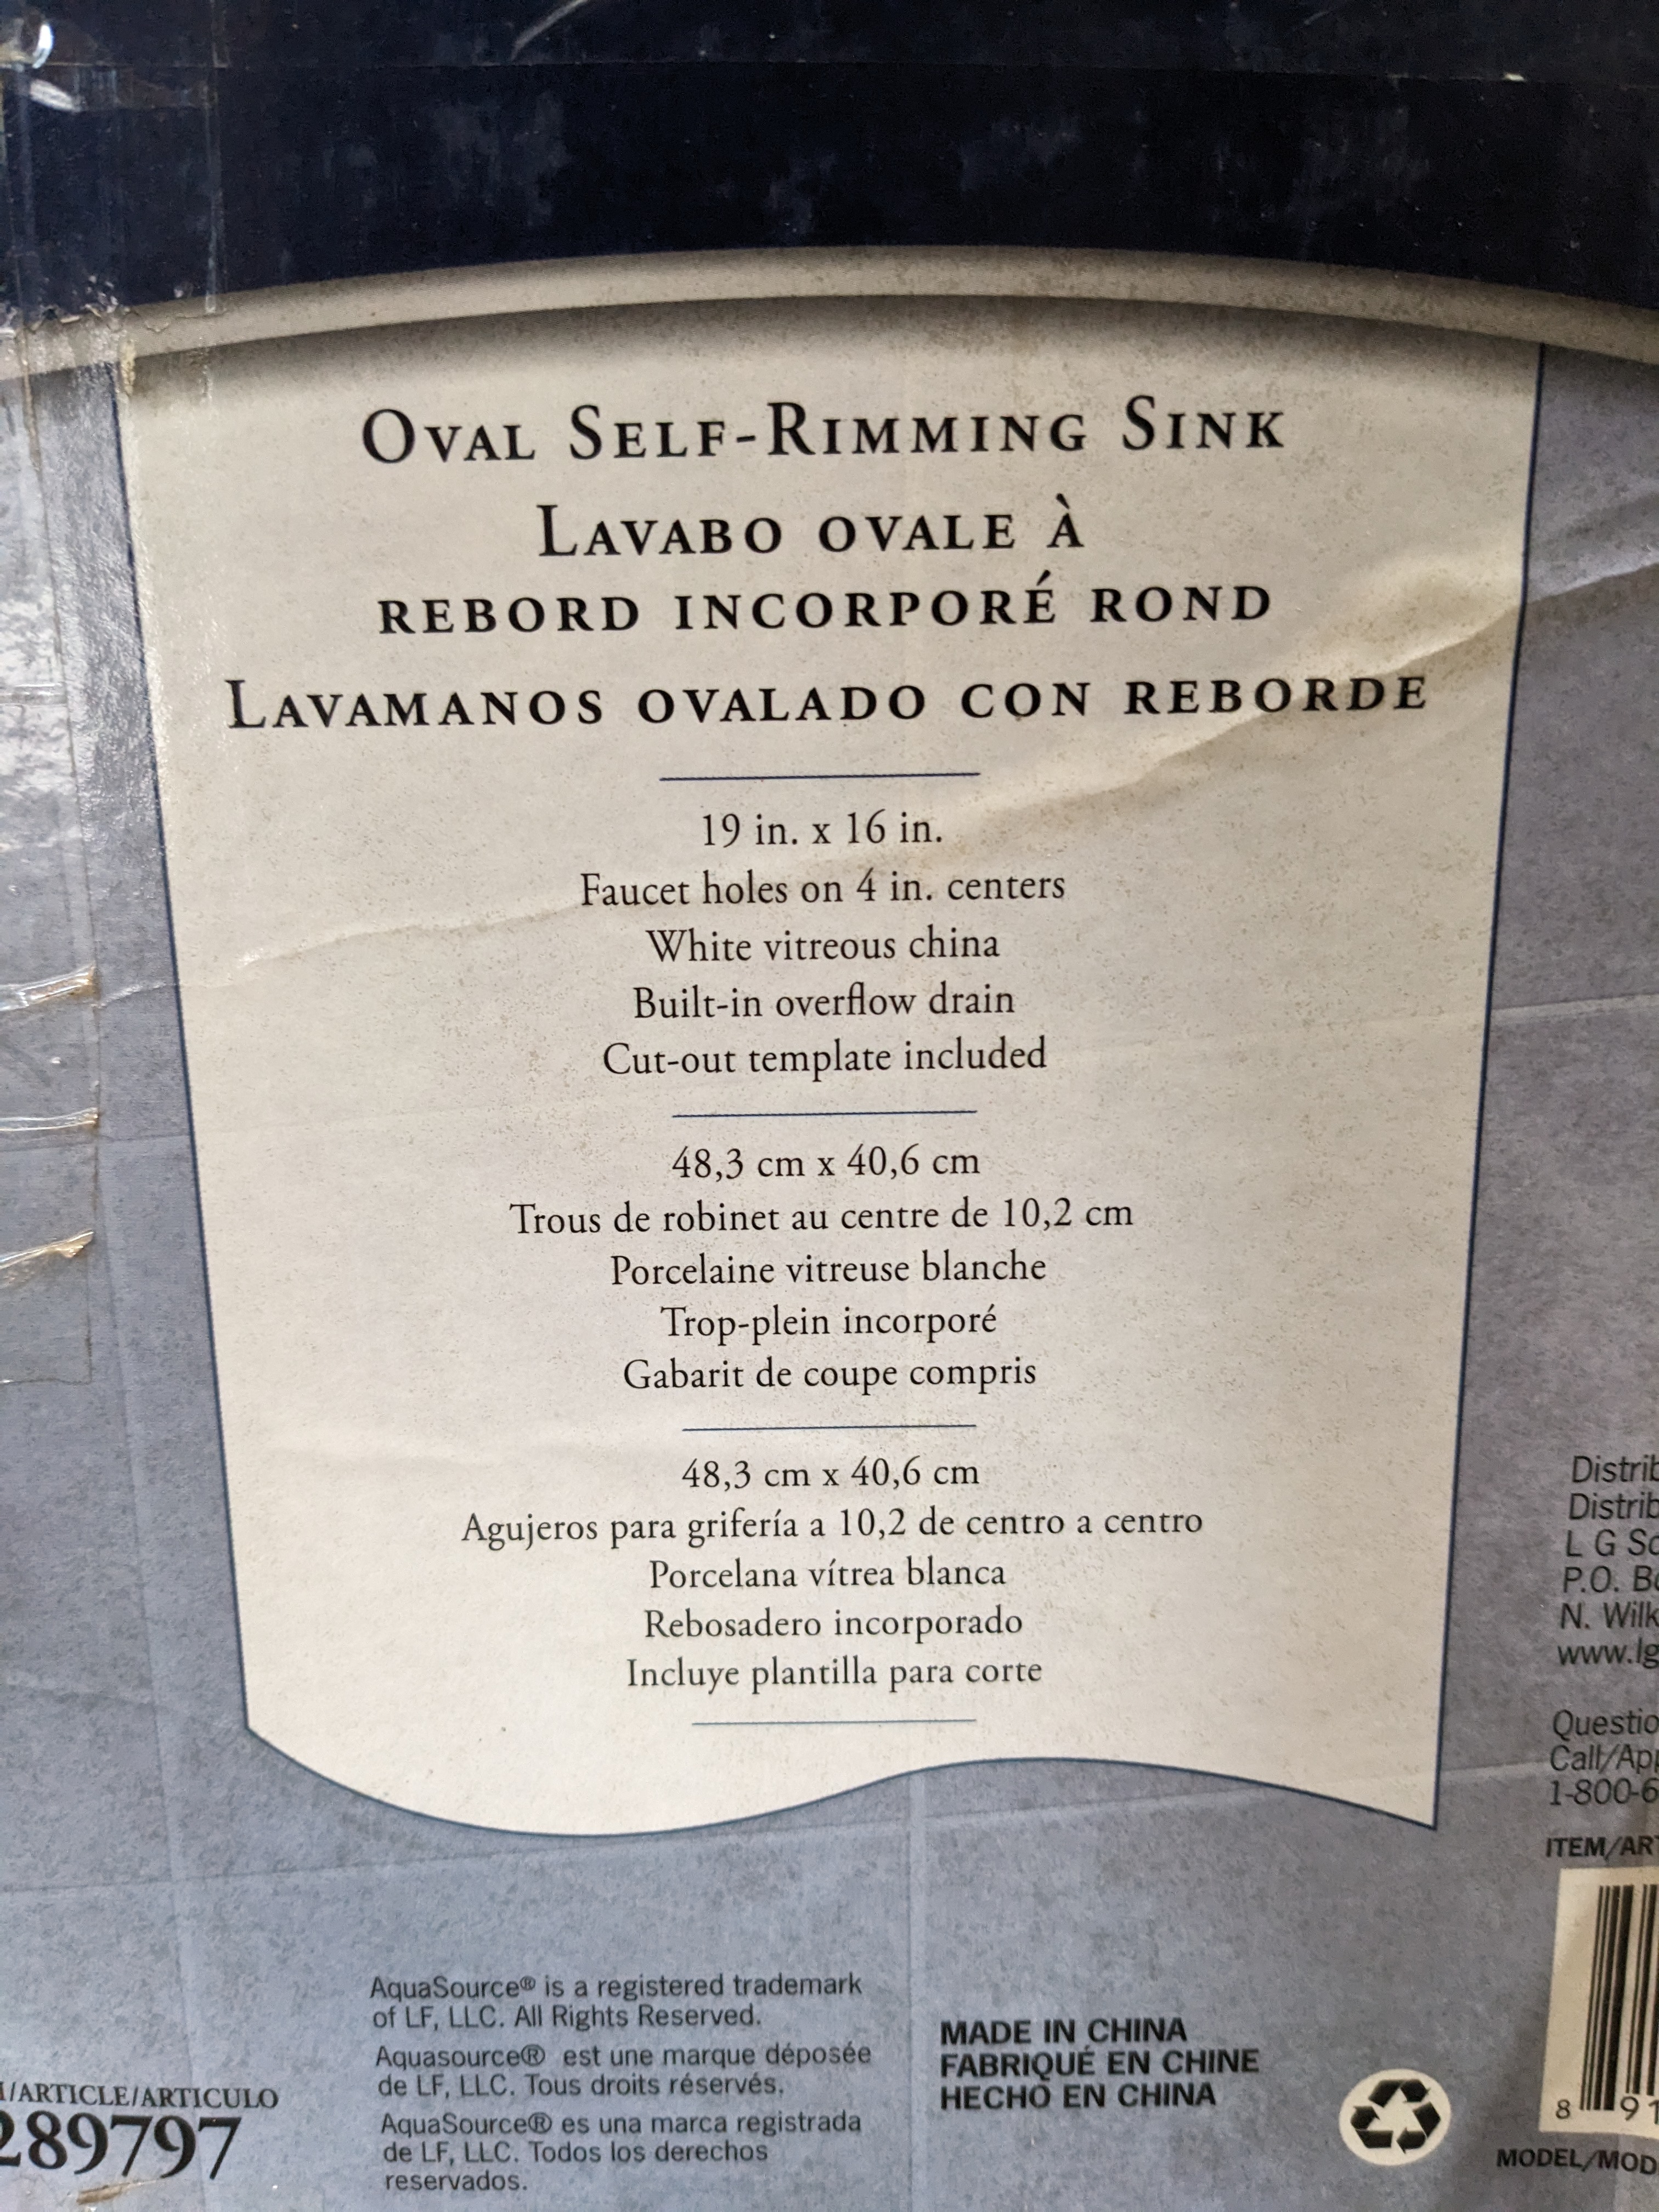 OVAL SELF-RIMMING SINK
LAVABO OVALE À
REBORD INCORPORÉ ROND
LAVAMANOS OVALADO CON REBORDE
19 in. x 16 in.
Faucet holes on 4 in. centers
White vitreous china
Built-in overflow drain
Cut-out template included
48,3 cm x 40,6 cm
Trous de robinet au centre de 10,2 cm
Porcelaine vitreuse blanche
Trop-plein incorporé
Gabarit de coupe compris
48,3 cm x 40,6 cm
Agujeros para grifería a 10,2 de centro a centro
Porcelana vítrea blanca
Rebosadero incorporado
Incluye plantilla para corte
L G
P.O.
N.
1-800-6
/ARTICLE/ARTICULO
289797
AquaSource® is a registered trademark
of LF, LLC. All Rights Reserved.
Aquasource® est une marque déposée
de LF, LLC. Tous droits réservés.
AquaSource® es una marca registrada
de LF, LLC. Todos los derechos
reservados.
MADE IN CHINA
FABRIQUÉ EN CHINE
HECHO EN CHINA
ITEM/
8 91
MODEL/